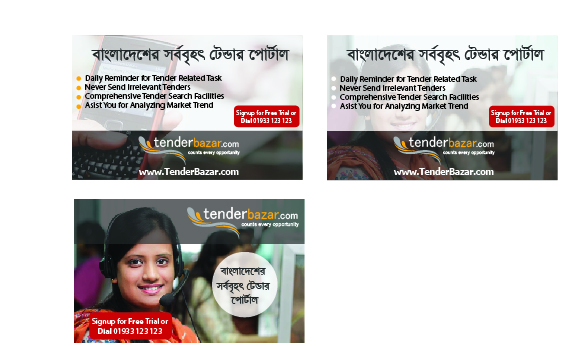 বাংলাদেশের সর্ববৃহৎ টেন্ডার পোর্টাল
Daily Reminder for Tender Related Task
Never Send Irrelevant Tenders
Comprehensive Tender Search Facilities
Asist You for Analyzing Market Trend
Signup for Free Trial or
Dial 01933 123 123
tenderbazar.com
counts every opportunity
www.TenderBazar.com
বাংলাদেশের সর্ববৃহৎ টেন্ডার পোর্টাল
Daily Reminder for Tender Related Task
Never Send Irrelevant Tenders
Comprehensive Tender Search Facilities
Asist You for Analyzing Market Trend
Signup for Free Trial or
Dial 01933 123 123
tenderbazar.com
counts every opportunity
www.TenderBazar.com
tenderbazar.com
counts every opportunity
বাংলাদেশের
সর্ববৃহৎ টেন্ডার
পোর্টাল
Signup for Free Trial or
Dial 01933 123 123